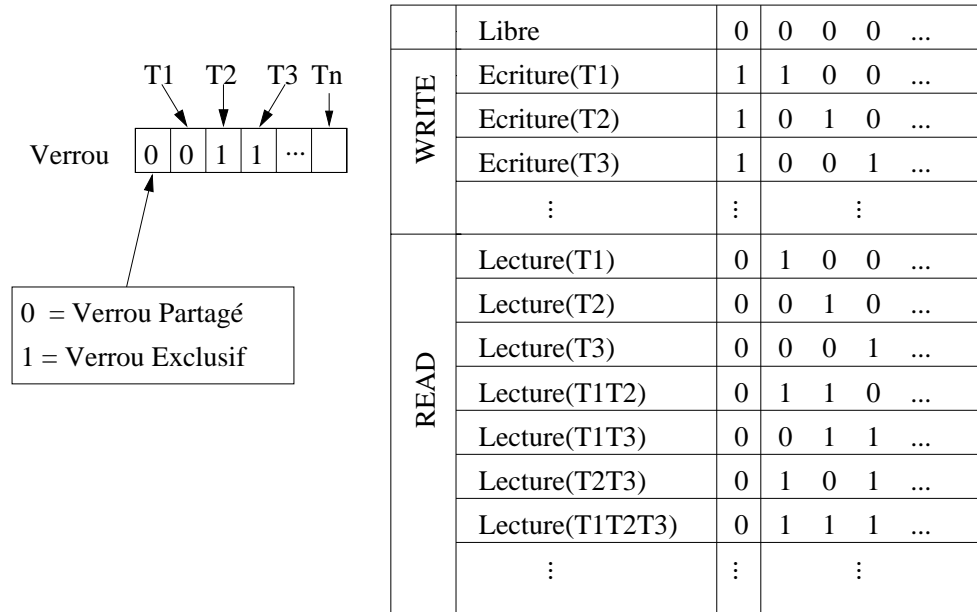 T1 T2 T3 Tn
Verrou 0 0 1 1 ...
0 = Verrou Partagé
1 = Verrou Exclusif
Libre 0 0 0 0 ...
WRITE
Ecriture(T1) 1 1 0 0 ...
Ecriture(T2) 1 0 1 0 ...
Ecriture(T3) 1 0 0 1 ...
... ... ...
READ
Lecture(T1) 0 1 0 0 ...
Lecture(T2) 0 0 1 0 ...
Lecture(T3) 0 0 0 1 ...
Lecture(T1T2) 0 1 1 0 ...
Lecture(T1T3) 0 0 1 1 ...
Lecture(T2T3) 0 1 0 1 ...
Lecture(T1T2T3) 0 1 1 1 ...
... ... ...